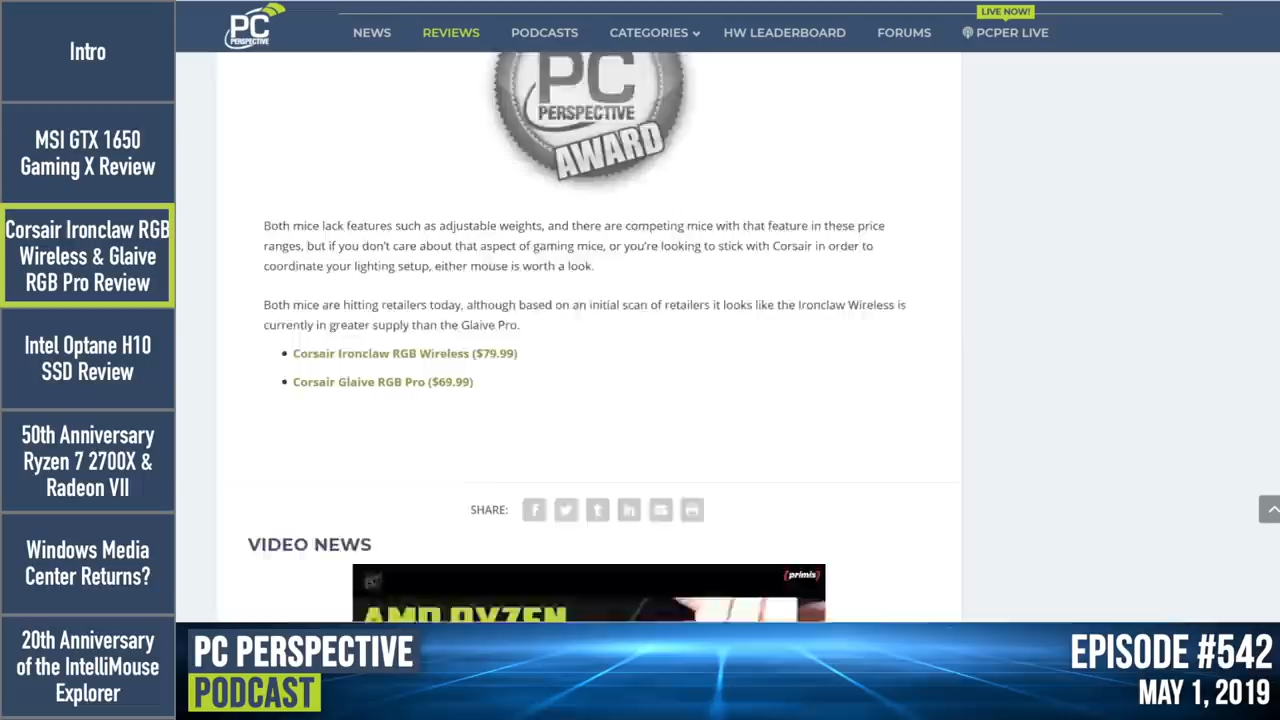 Intro
MSI GTX 1650
Gaming X Review
Corsair Ironclaw RGB
Wireless & Glaive
RGB Pro Review
Intel Optane H10
SSD Review
50th Anniversary
Ryzen 7 2700X &
Radeon VII
Windows Media
Center Returns?
20th Anniversary
of the IntelliMouse
Explorer
PC
PERSPECTIVE
LIVE NOW!
NEWS REVIEWS PODCASTS CATEGORIES HW LEADERBOARD FORUMS PCPER LIVE
PC
PERSPECTIVE
AWARD
Both mice lack features such as adjustable weights, and there are competing mice with that feature in these price
ranges, but if you don't care about that aspect of gaming mice, or you're looking to stick with Corsair in order to
coordinate your lighting setup, either mouse is worth a look.
Both mice are hitting retailers today, although based on an initial scan of retailers it looks like the Ironclaw Wireless is
currently in greater supply than the Glaive Pro.
• Corsair Ironclaw RGB Wireless ($79.99)
• Corsair Glaive RGB Pro ($69.99)
SHARE:
VIDEO NEWS
primis
AMD RYZEN
PC PERSPECTIVE
PODCAST
EPISODE #542
MAY 1, 2019